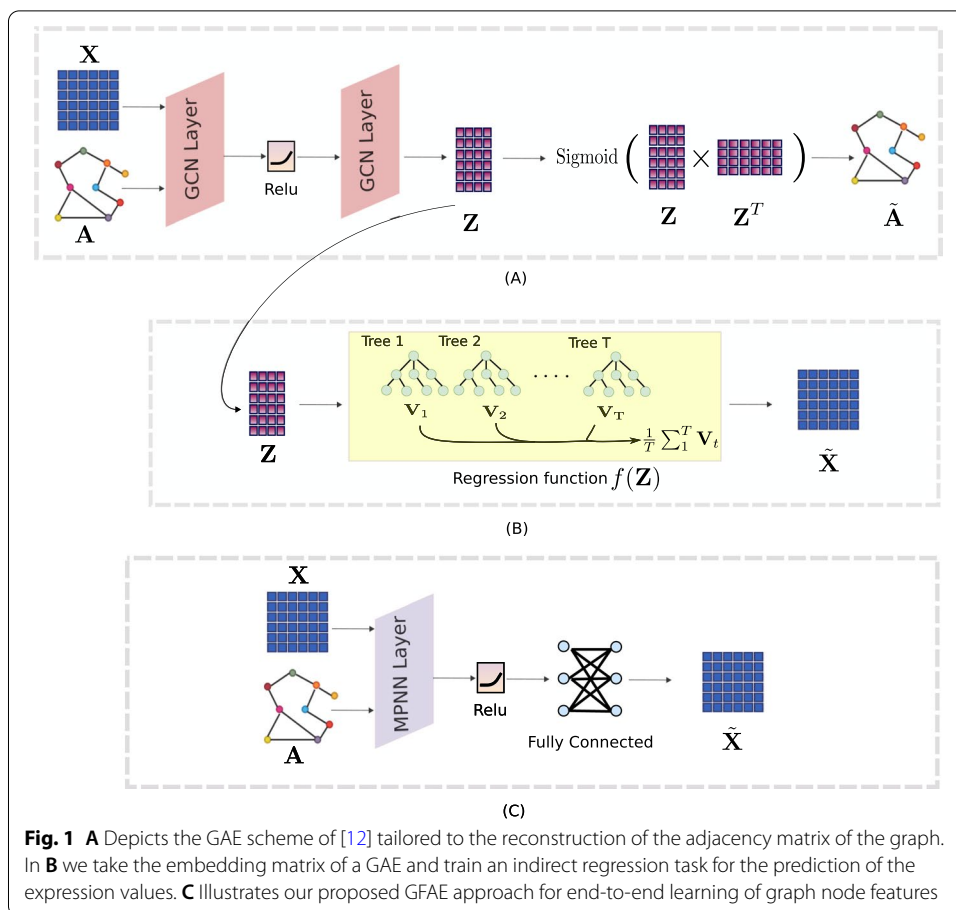 X
GCN Layer
GCN Layer
Relu
A
Z
Sigmoid ( Z × Z^T )
Ã
(A)
Tree 1
Tree 2
Tree T
. . . .
V_1
V_2
V_T
1/T ∑_1^T V_t
Z
Regression function f(Z)
X̃
(B)
X
MPNN Layer
Relu
Fully Connected
A
X̃
(C)
Fig. 1 A Depicts the GAE scheme of [12] tailored to the reconstruction of the adjacency matrix of the graph.
In B we take the embedding matrix of a GAE and train an indirect regression task for the prediction of the
expression values. C Illustrates our proposed GFAE approach for end-to-end learning of graph node features